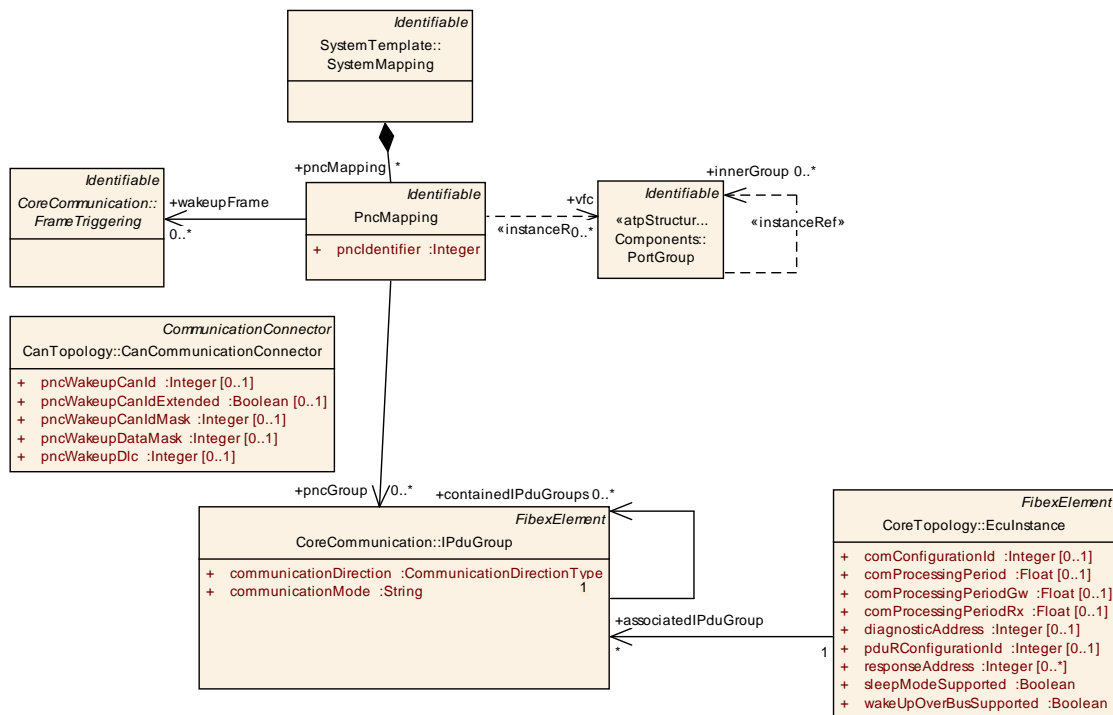 Identifiable
SystemTemplate::
SystemMapping
+pncMapping *
Identifiable
CoreCommunication::
FrameTriggering
+wakeupFrame
0..*
Identifiable
PncMapping
+ pncIdentifier :Integer
+vfc
«instanceR
0..*
+innerGroup 0..*
Identifiable
«atpStructur...
Components::
PortGroup
«instanceRef»
CommunicationConnector
CanTopology::CanCommunicationConnector
+ pncWakeupCanId :Integer [0..1]
+ pncWakeupCanIdExtended :Boolean [0..1]
+ pncWakeupCanIdMask :Integer [0..1]
+ pncWakeupDataMask :Integer [0..1]
+ pncWakeupDlc :Integer [0..1]
+pncGroup 0..*
+containedIPduGroups 0..*
FibexElement
CoreCommunication::IPduGroup
+ communicationDirection :CommunicationDirectionType
+ communicationMode :String
1
+associatedIPduGroup
*
1
FibexElement
CoreTopology::EcuInstance
+ comConfigurationId :Integer [0..1]
+ comProcessingPeriod :Float [0..1]
+ comProcessingPeriodGw :Float [0..1]
+ comProcessingPeriodRx :Float [0..1]
+ diagnosticAddress :Integer [0..1]
+ pduRConfigurationId :Integer [0..1]
+ responseAddress :Integer [0..*]
+ sleepModeSupported :Boolean
+ wakeUpOverBusSupported :Boolean